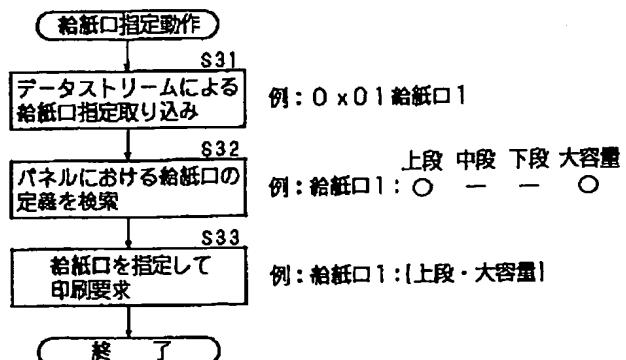 給紙口指定動作
S31
データストリームによる
給紙口指定取り込み
例：0x01給紙口1
S32
パネルにおける給紙口の
定義を検索
上段 中段 下段 大容量
例：給紙口1：○ － － ○
S33
給紙口を指定して
印刷要求
例：給紙口1：{上段・大容量}
終 了